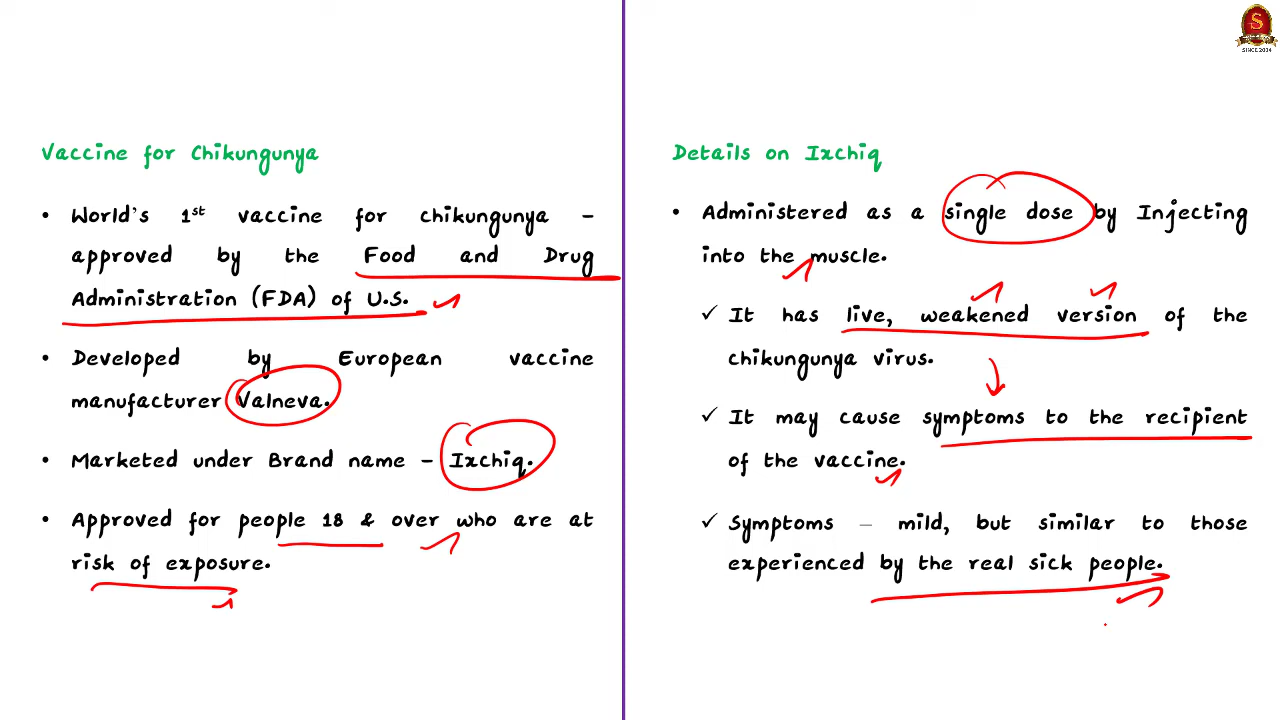 S
SINCE 2004
Vaccine for Chikungunya
• World's 1st vaccine for chikungunya –
approved by the Food and Drug
Administration (FDA) of U.S.
• Developed by European vaccine
manufacturer Valneva.
• Marketed under Brand name – Ixchiq.
• Approved for people 18 & over who are at
risk of exposure.
Details on Ixchiq
• Administered as a single dose by Injecting
into the muscle.
✓ It has live, weakened version of the
chikungunya virus.
✓ It may cause symptoms to the recipient
of the vaccine.
✓ Symptoms – mild, but similar to those
experienced by the real sick people.